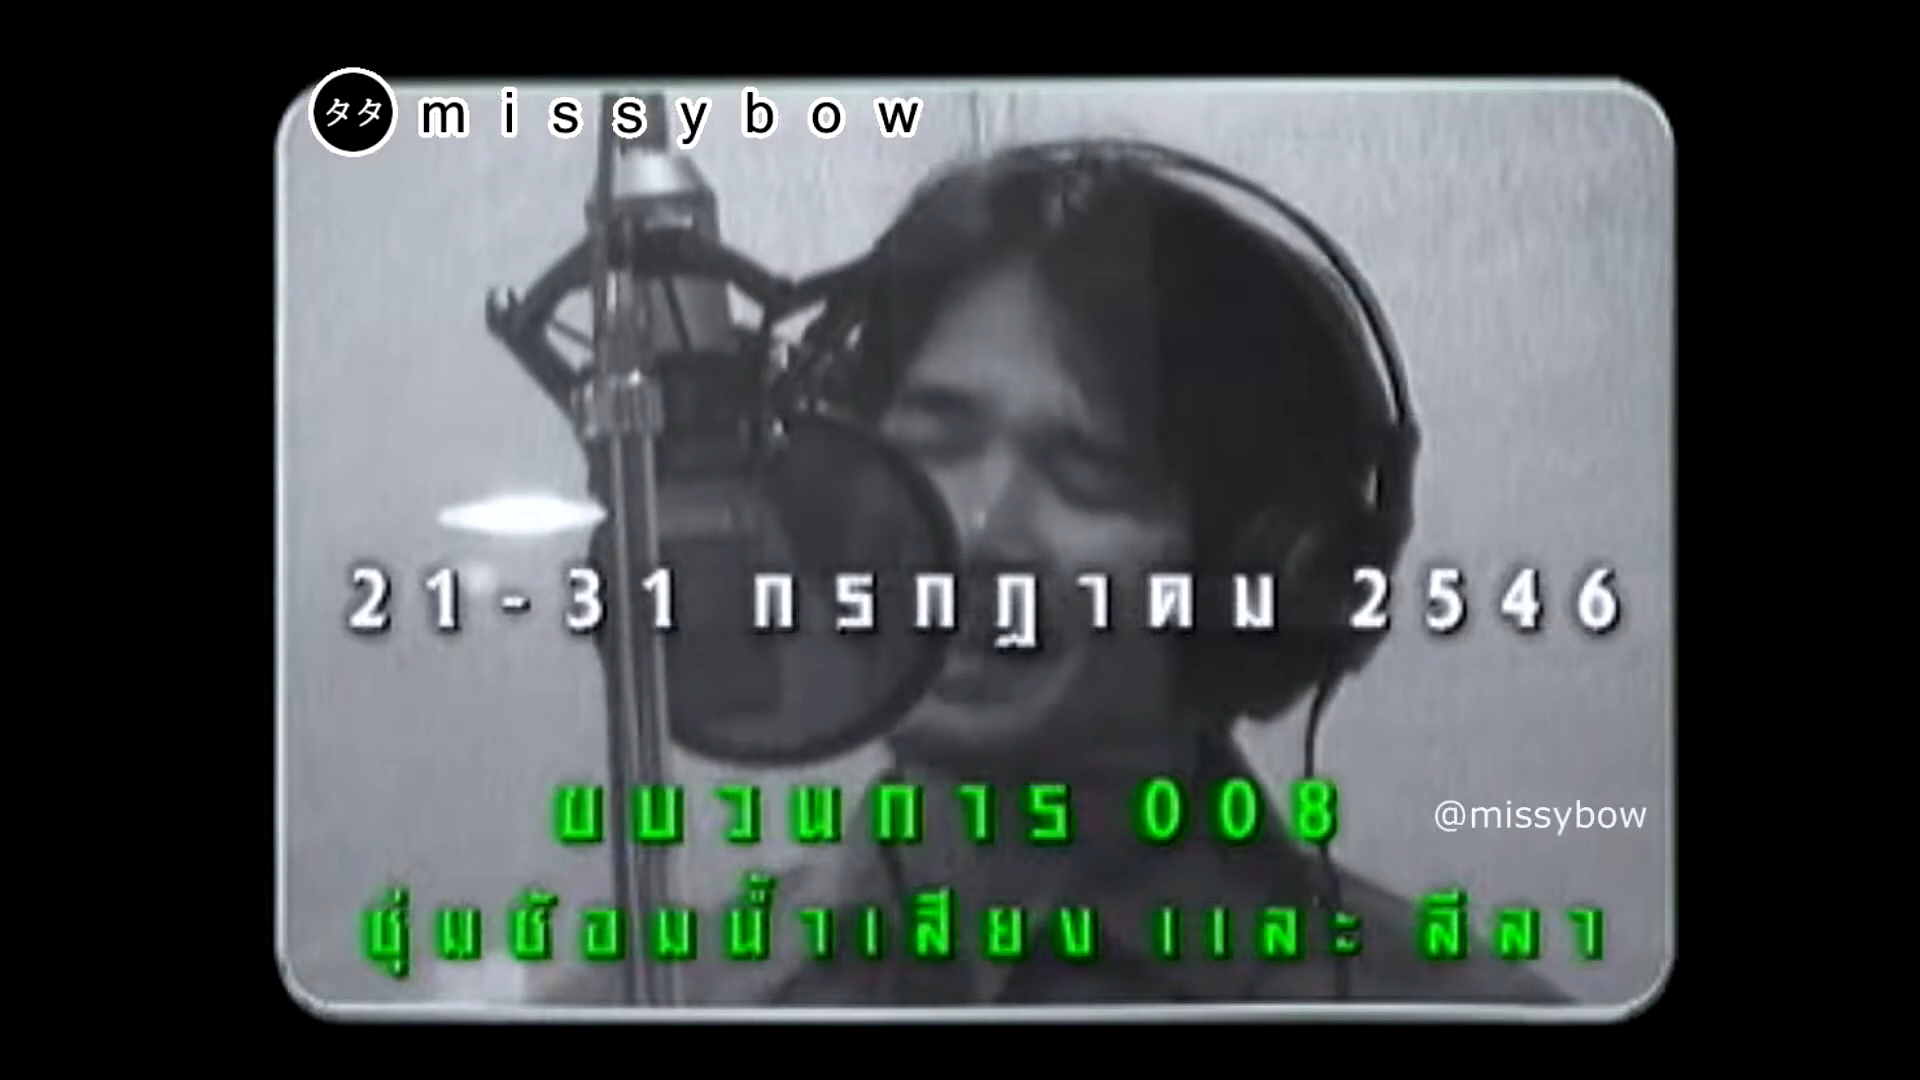 タタ missybow
21-31 กรกฎาคม 2546
ขบวนการ 008
@missybow
ซุ่มซ้อมน้ำเสียง และ ลีลา